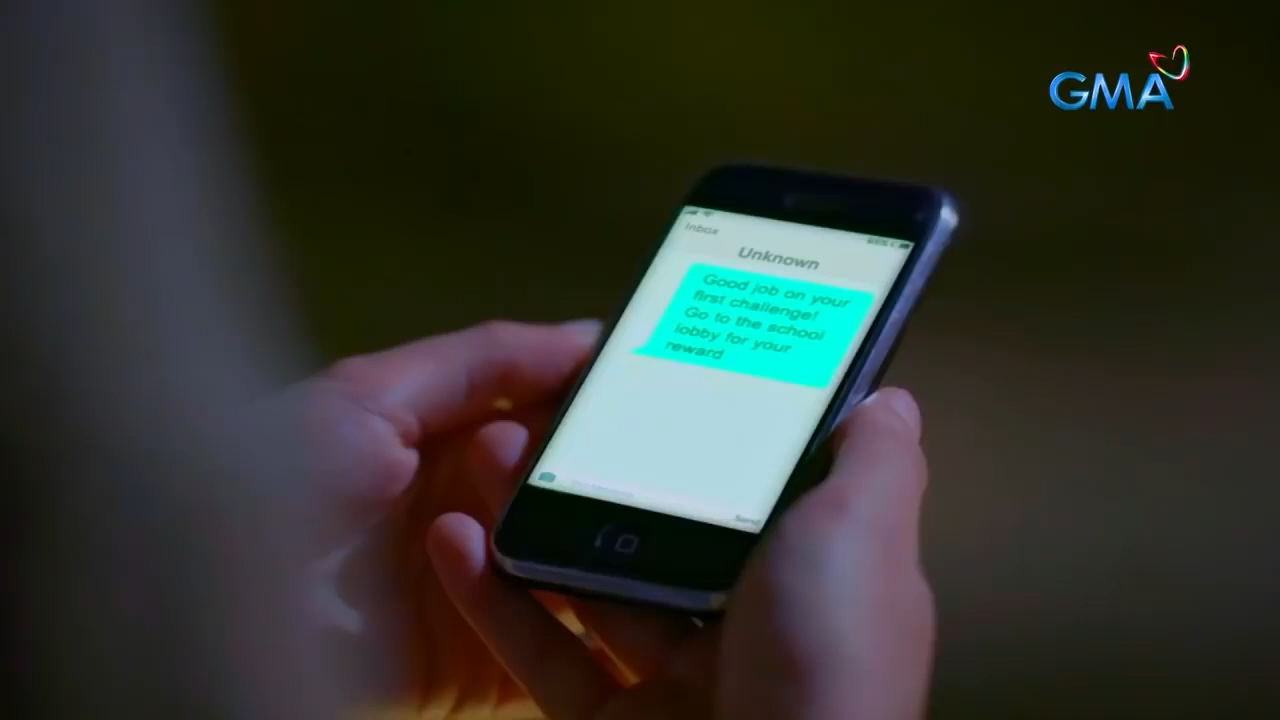 GMA
Inbox
Unknown
Good job on your
first challenge!
Go to the school
lobby for your
reward
Send